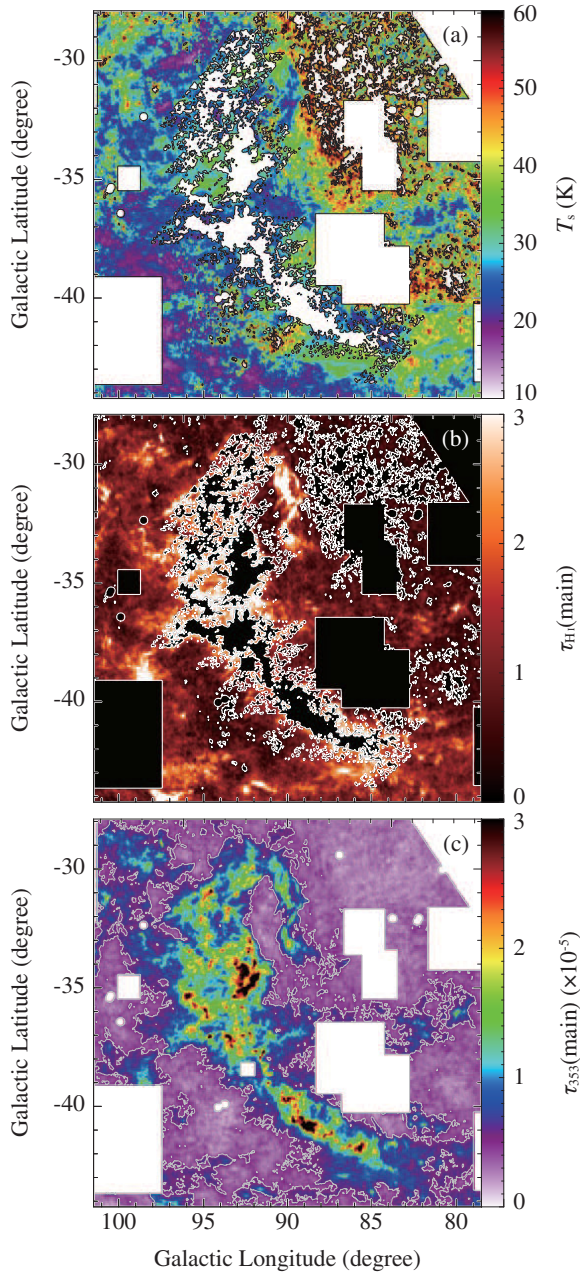 (a)
-30
-35
-40
Galactic Latitude (degree)
60
50
40
30
20
10
Ts (K)
(b)
-30
-35
-40
Galactic Latitude (degree)
3
2
1
0
τHI(main)
(c)
-30
-35
-40
Galactic Latitude (degree)
3
2
1
0
τ353(main) (×10-5)
100 95 90 85 80
Galactic Longitude (degree)